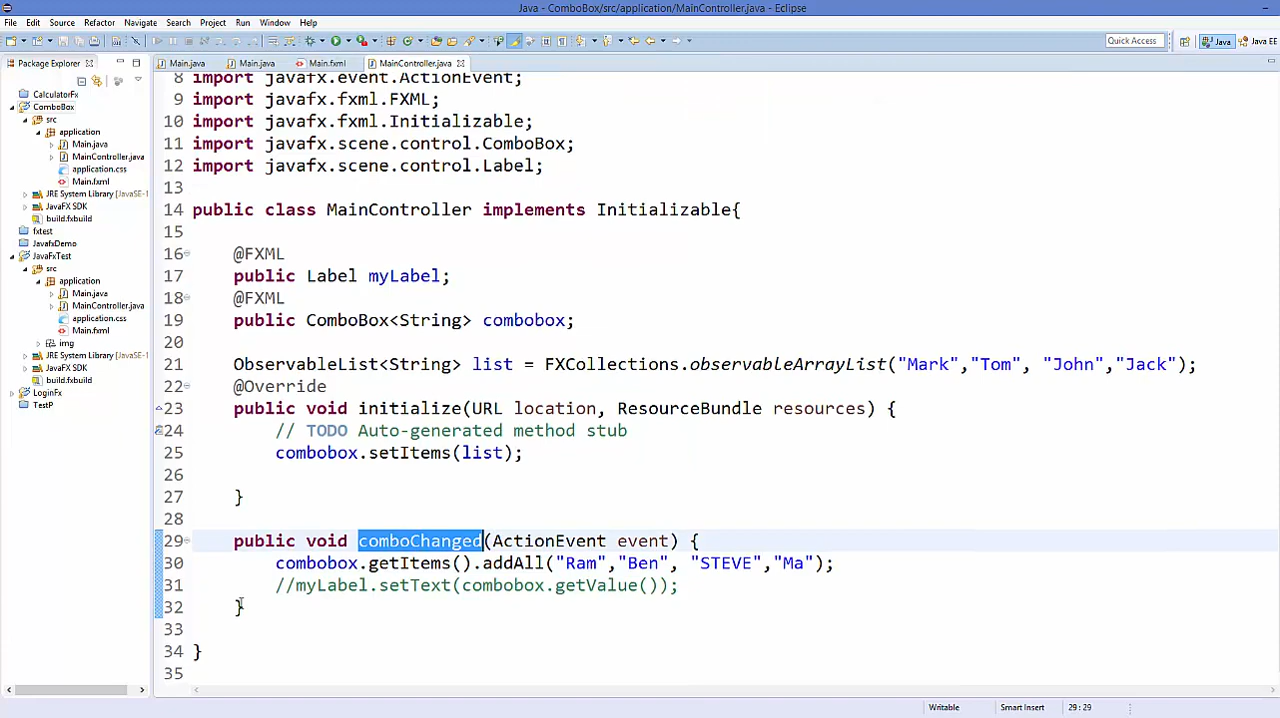 Java - ComboBox/src/application/MainController.java - Eclipse
File Edit Source Refactor Navigate Search Project Run Window Help
Quick Access Java Java EE
Package Explorer Main.java Main.java Main.fxml MainController.java
CalculatorFx
ComboBox
src
application
Main.java
MainController.java
application.css
Main.fxml
JRE System Library [JavaSE-1
JavaFX SDK
build.fxbuild
fxtest
JavafxDemo
JavaFxTest
src
application
Main.java
MainController.java
application.css
Main.fxml
img
JRE System Library [JavaSE-1
JavaFX SDK
build.fxbuild
LoginFx
TestP
8 import javafx.event.ActionEvent;
9 import javafx.fxml.FXML;
10 import javafx.fxml.Initializable;
11 import javafx.scene.control.ComboBox;
12 import javafx.scene.control.Label;
13
14 public class MainController implements Initializable{
15
16 @FXML
17 public Label myLabel;
18 @FXML
19 public ComboBox<String> combobox;
20
21 ObservableList<String> list = FXCollections.observableArrayList("Mark","Tom", "John","Jack");
22 @Override
23 public void initialize(URL location, ResourceBundle resources) {
24 // TODO Auto-generated method stub
25 combobox.setItems(list);
26
27 }
28
29 public void comboChanged(ActionEvent event) {
30 combobox.getItems().addAll("Ram","Ben", "STEVE","Ma");
31 //myLabel.setText(combobox.getValue());
32 }
33
34 }
35
Writable Smart Insert 29 : 29